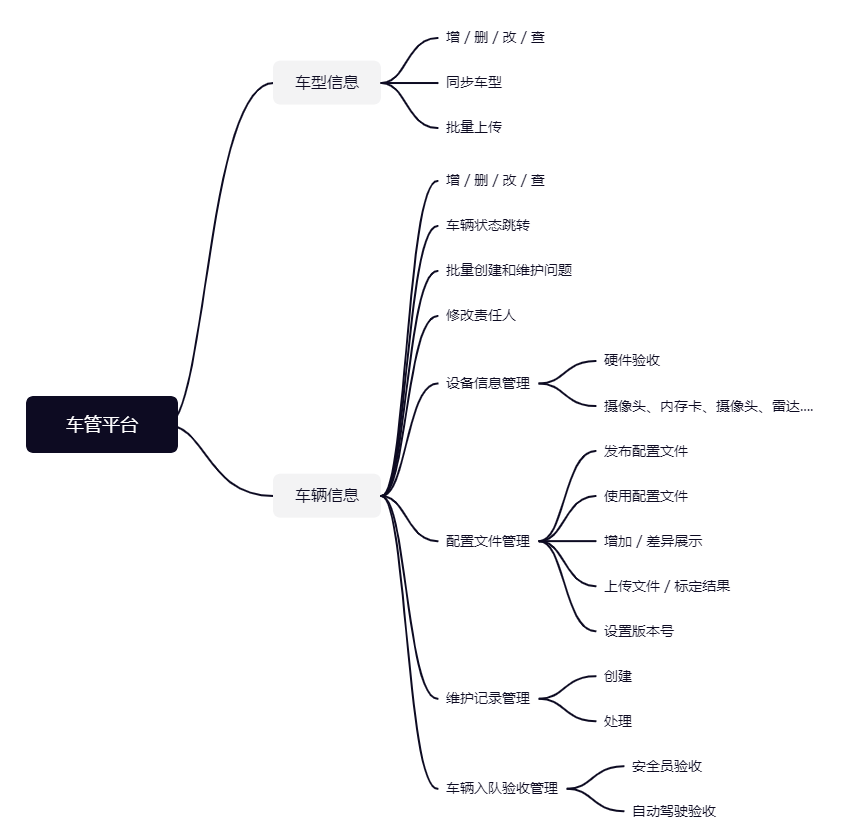 车管平台
车型信息
增 / 删 / 改 / 查
同步车型
批量上传
车辆信息
增 / 删 / 改 / 查
车辆状态跳转
批量创建和维护问题
修改责任人
设备信息管理
硬件验收
摄像头、内存卡、摄像头、雷达....
配置文件管理
发布配置文件
使用配置文件
增加 / 差异展示
上传文件 / 标定结果
设置版本号
维护记录管理
创建
处理
车辆入队验收管理
安全员验收
自动驾驶验收